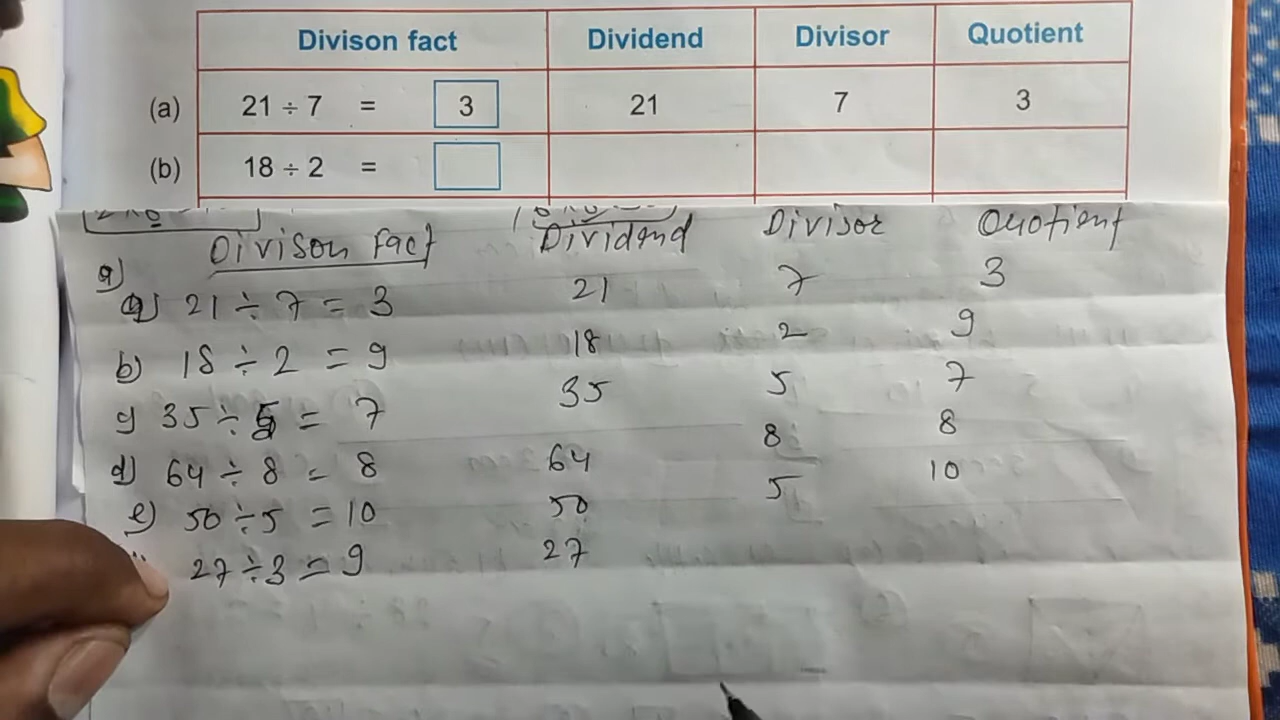 Divison fact Dividend Divisor Quotient
(a) 21 ÷ 7 = 3 21 7 3
(b) 18 ÷ 2 =
Divison Fact Dividend Divisor Quotient
a)
a) 21 ÷ 7 = 3 21 7 3
b) 18 ÷ 2 = 9 18 2 9
c) 35 ÷ 5 = 7 35 5 7
d) 64 ÷ 8 = 8 64 8 8
e) 50 ÷ 5 = 10 50 5 10
27 ÷ 3 = 9 27